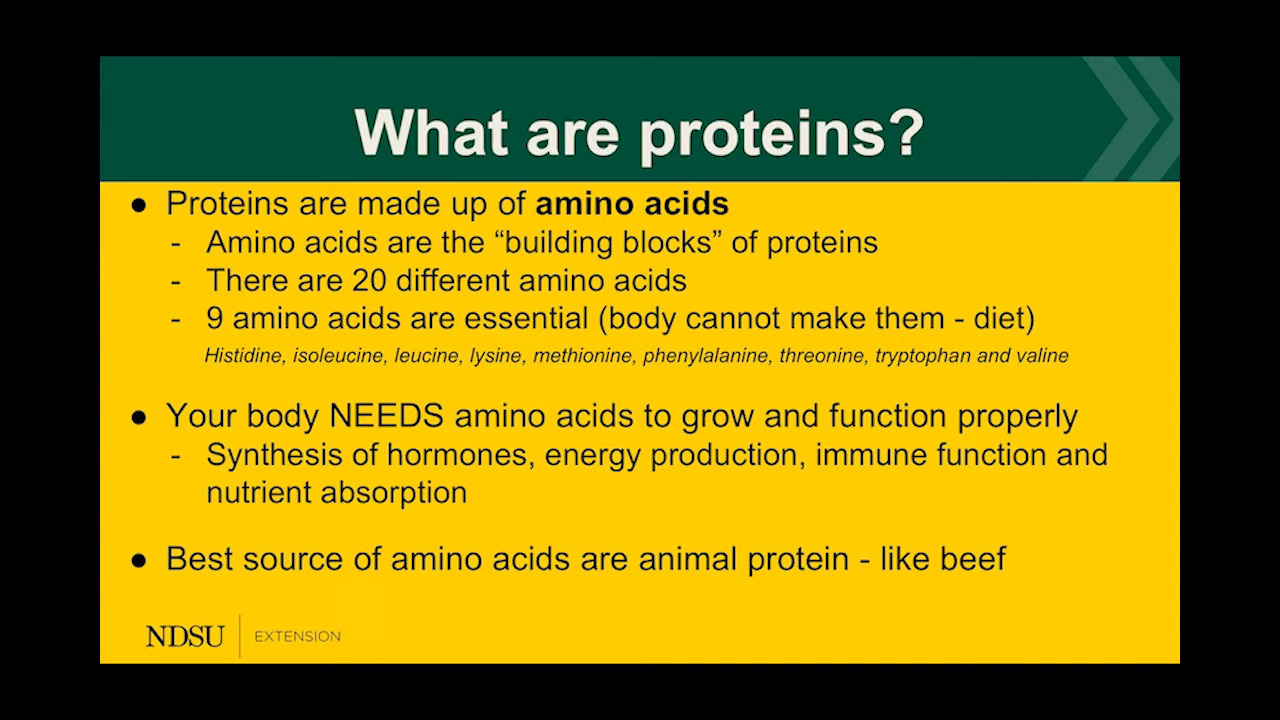 What are proteins?
● Proteins are made up of amino acids
- Amino acids are the “building blocks” of proteins
- There are 20 different amino acids
- 9 amino acids are essential (body cannot make them - diet)
Histidine, isoleucine, leucine, lysine, methionine, phenylalanine, threonine, tryptophan and valine
● Your body NEEDS amino acids to grow and function properly
- Synthesis of hormones, energy production, immune function and
nutrient absorption
● Best source of amino acids are animal protein - like beef
NDSU EXTENSION